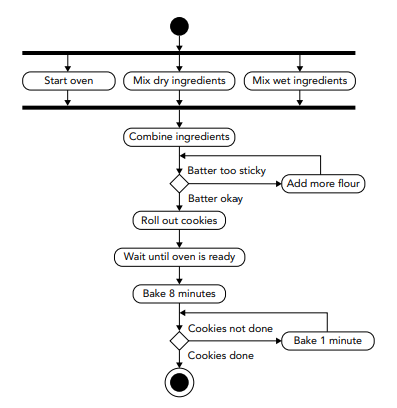 Start oven
Mix dry ingredients
Mix wet ingredients
Combine ingredients
Batter too sticky
Add more flour
Batter okay
Roll out cookies
Wait until oven is ready
Bake 8 minutes
Cookies not done
Bake 1 minute
Cookies done